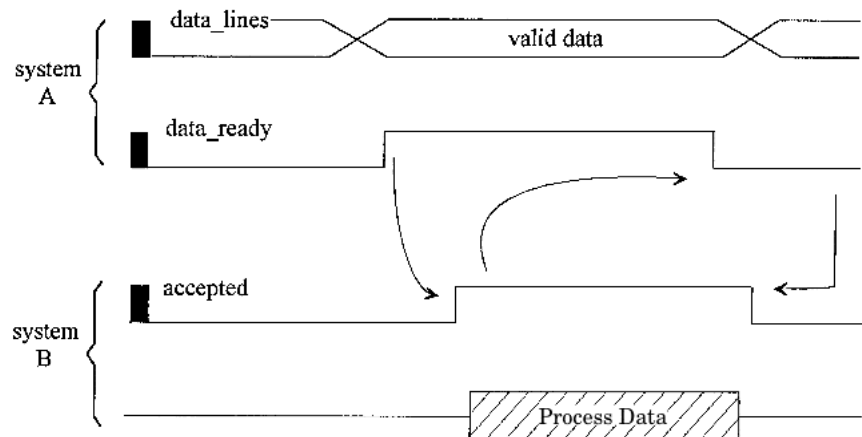 data_lines
valid data
system
A
data_ready
accepted
system
B
Process Data